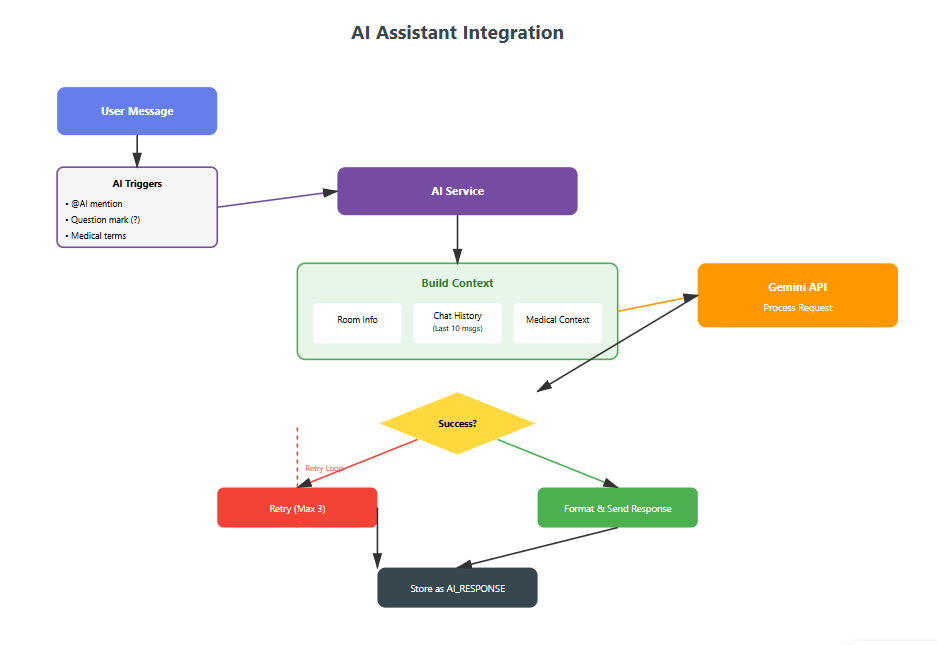 AI Assistant Integration
User Message
AI Triggers
• @AI mention
• Question mark (?)
• Medical terms
AI Service
Build Context
Room Info
Chat History
(Last 10 msgs)
Medical Context
Gemini API
Process Request
Success?
Retry Loop
Retry (Max 3)
Format & Send Response
Store as AI_RESPONSE